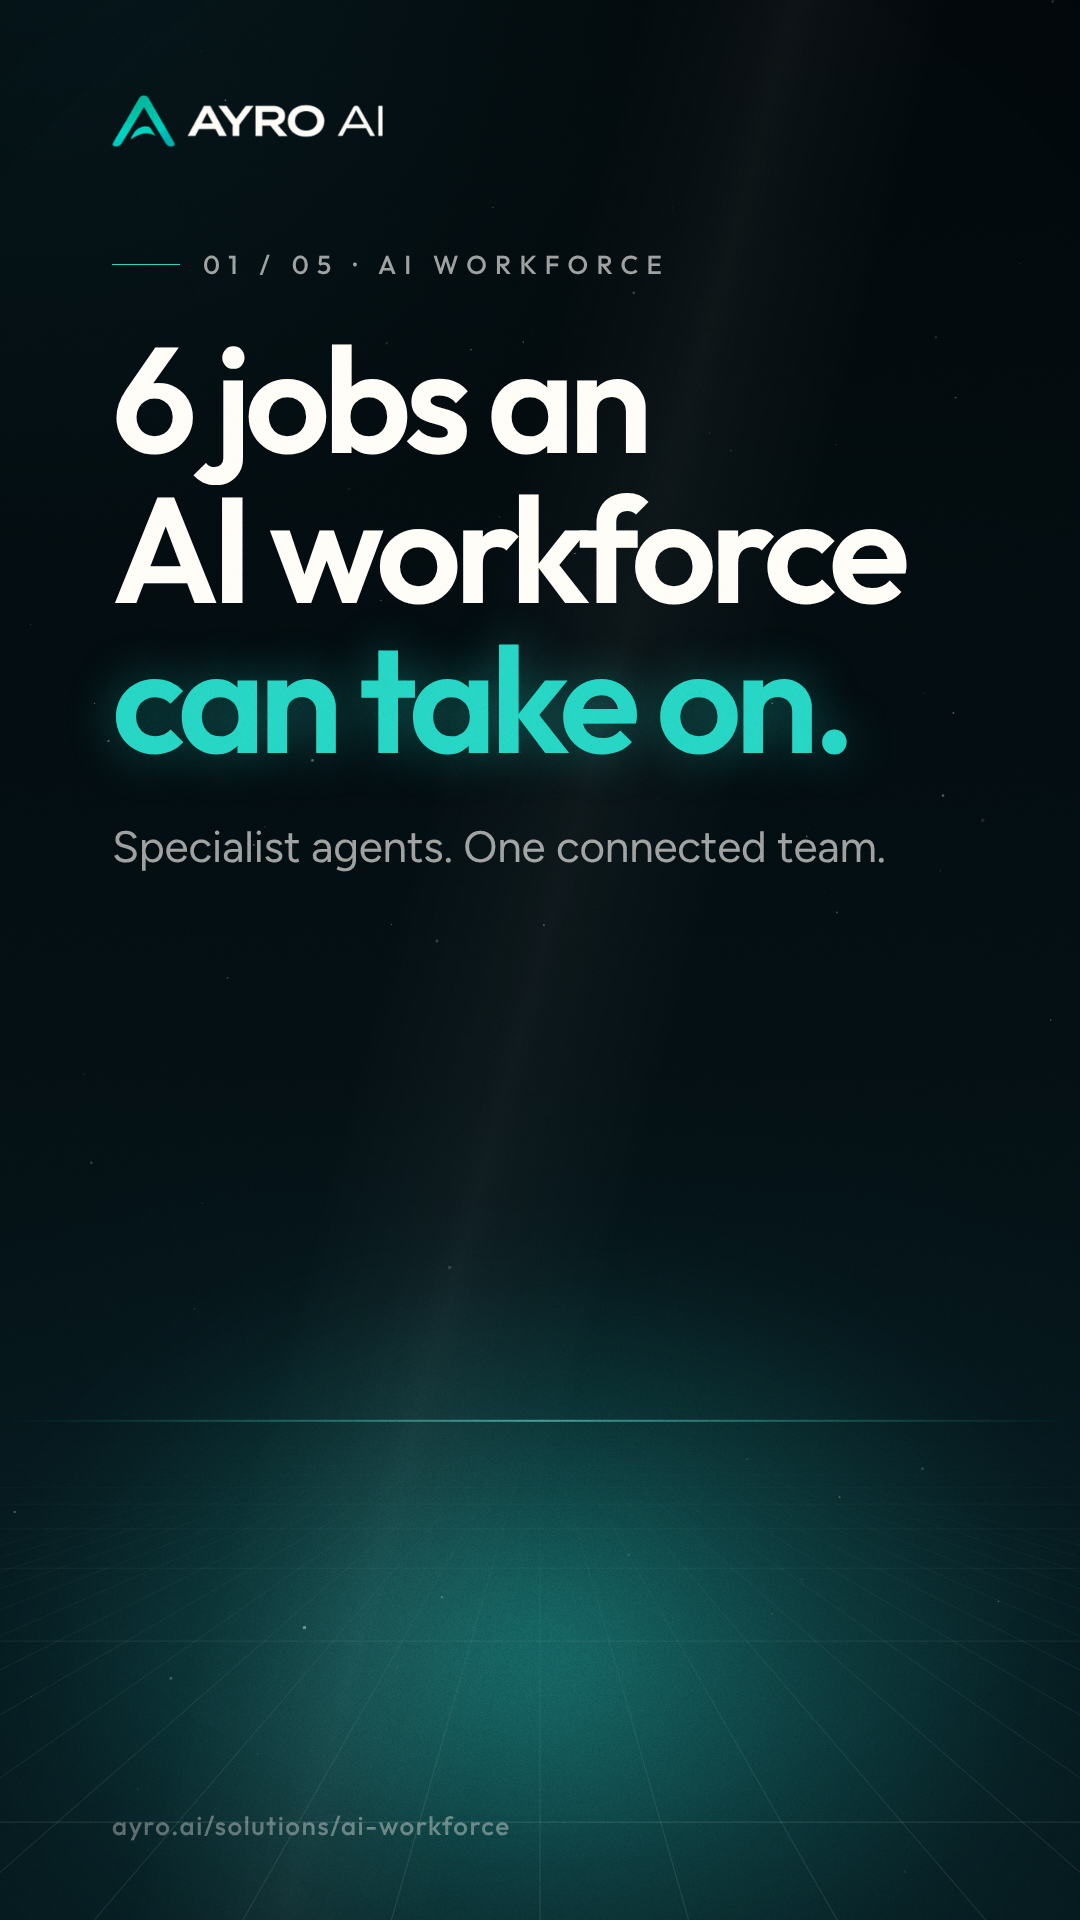 AYRO AI
01 / 05 · AI WORKFORCE
6 jobs an
AI workforce
can take on.
Specialist agents. One connected team.
ayro.ai/solutions/ai-workforce